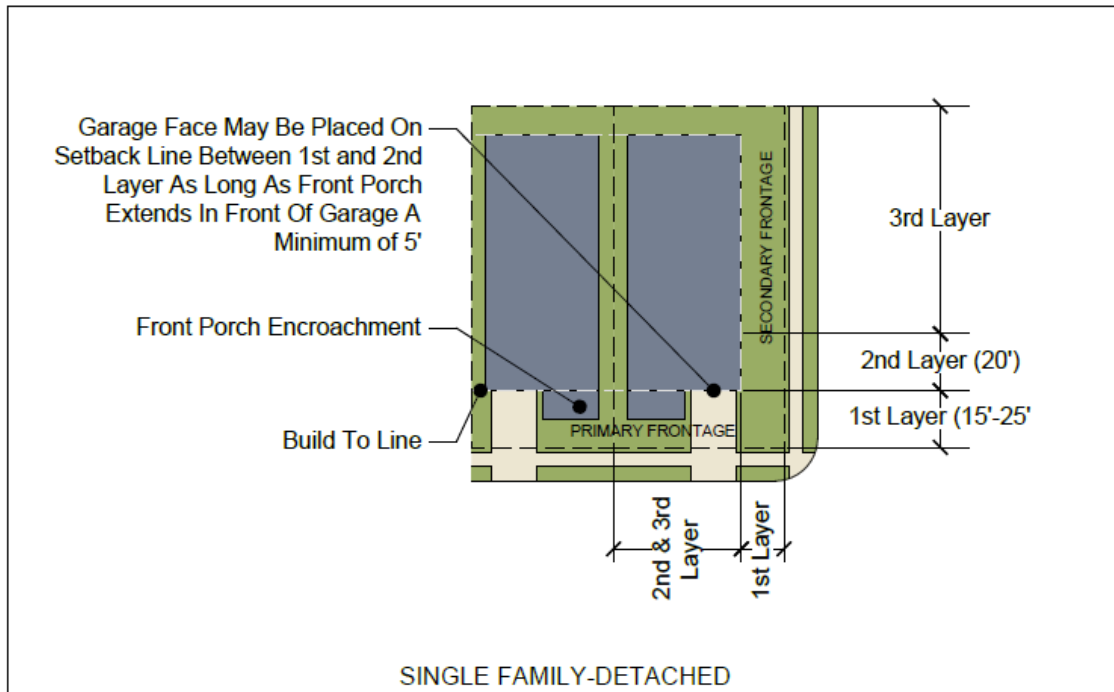 Garage Face May Be Placed On
Setback Line Between 1st and 2nd
Layer As Long As Front Porch
Extends In Front Of Garage A
Minimum of 5'
Front Porch Encroachment
Build To Line
SECONDARY FRONTAGE
PRIMARY FRONTAGE
3rd Layer
2nd Layer (20')
1st Layer (15'-25'
2nd & 3rd
Layer
1st Layer
SINGLE FAMILY-DETACHED